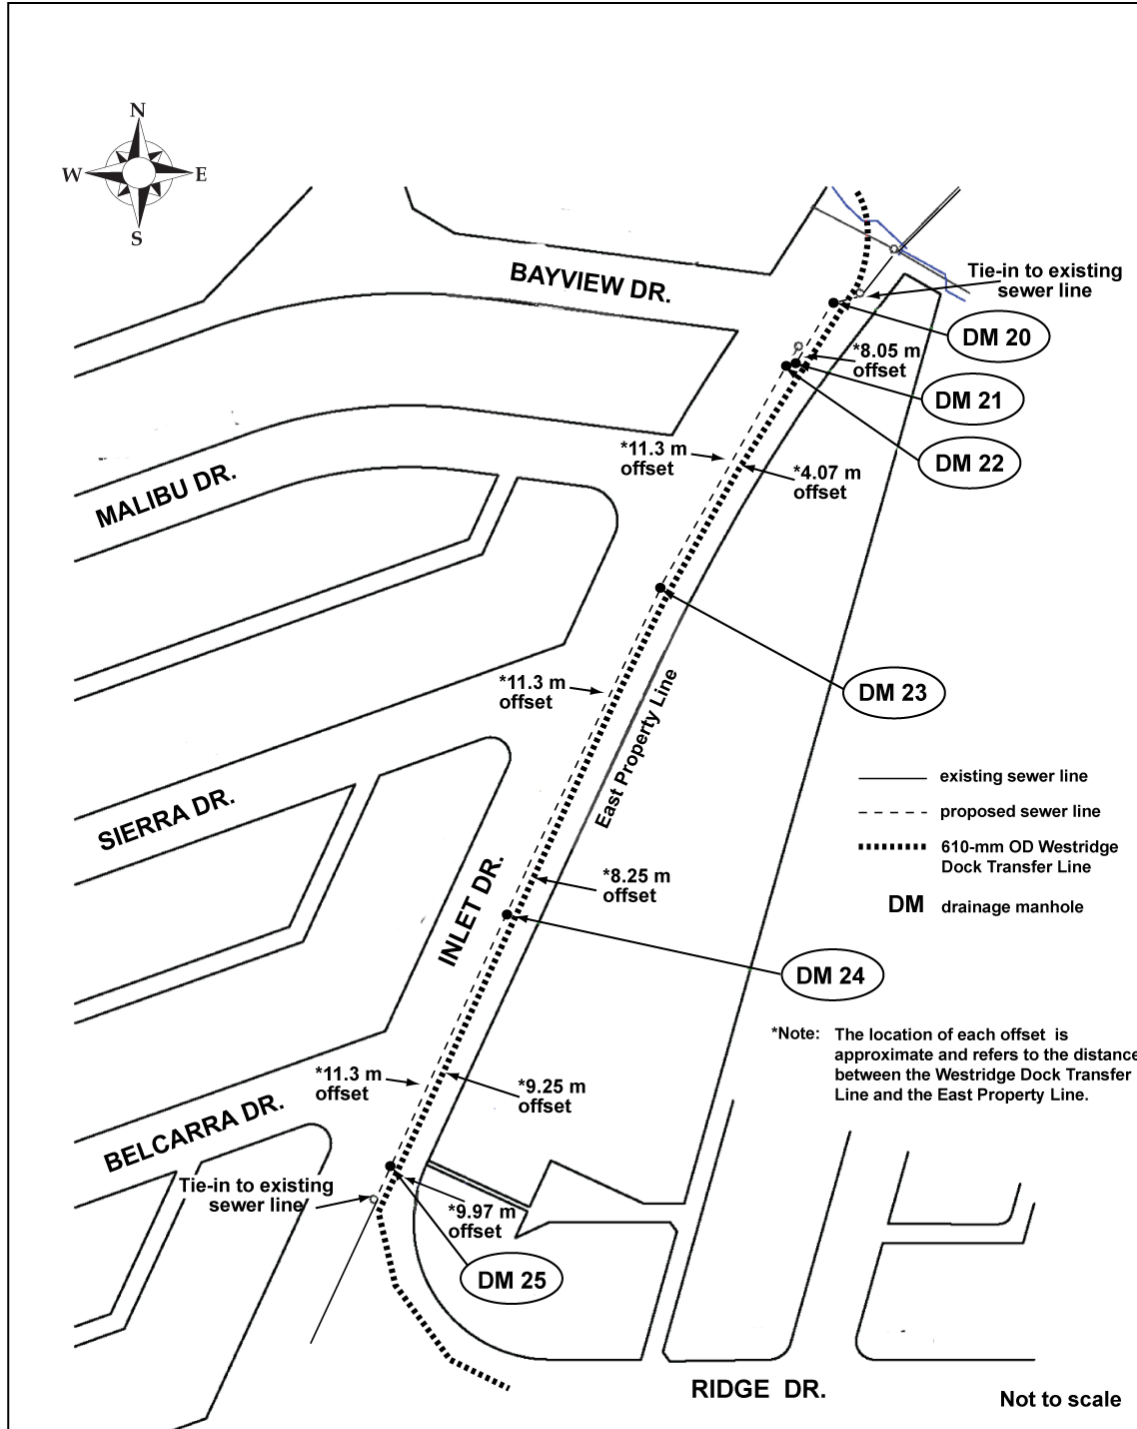 N
W
E
S
BAYVIEW DR.
Tie-in to existing
sewer line
DM 20
*8.05 m
offset
DM 21
*11.3 m
offset
DM 22
*4.07 m
offset
MALIBU DR.
*11.3 m
offset
DM 23
East Property Line
existing sewer line
SIERRA DR.
proposed sewer line
610-mm OD Westridge
Dock Transfer Line
*8.25 m
offset
DM drainage manhole
INLET DR.
DM 24
*Note: The location of each offset is
approximate and refers to the distance
between the Westridge Dock Transfer
Line and the East Property Line.
*11.3 m
offset
*9.25 m
offset
BELCARRA DR.
Tie-in to existing
sewer line
*9.97 m
offset
DM 25
RIDGE DR.
Not to scale